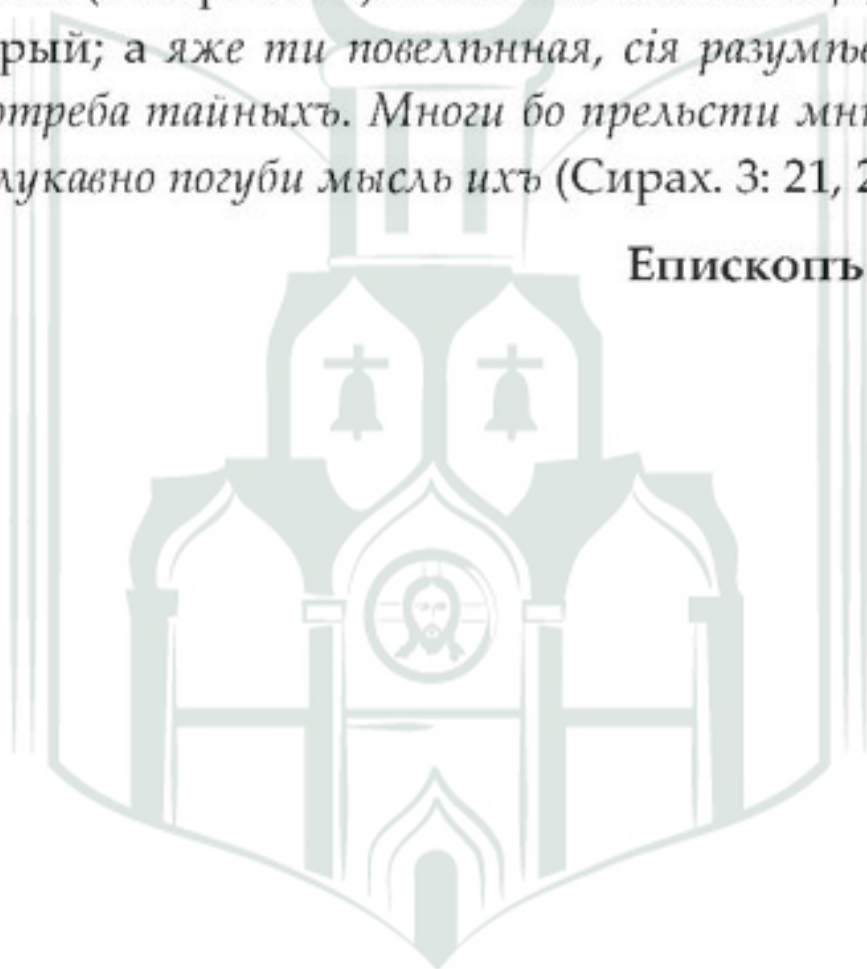 рый; а яже ти повелѣнная, сія разумѣ
отреба тайныхъ. Многи бо прельсти мн
лукавно погуби мысль ихъ (Сирах. 3: 21, 2
Епископъ